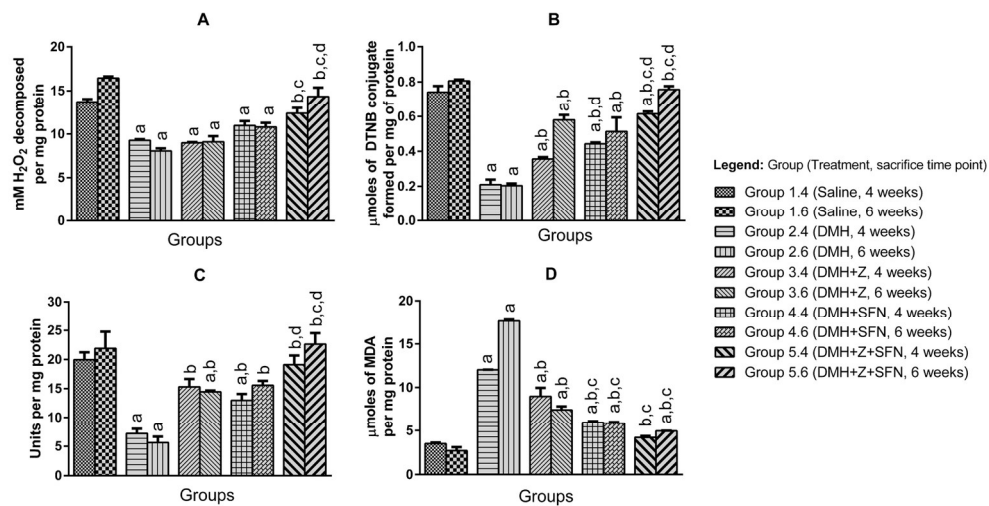 A
mM H₂O₂ decomposed
per mg protein
20
15
10
5
0
a
a
a
a
a
a
b,c
b,c,d
Groups
B
μmoles of DTNB conjugate
formed per mg of protein
1.0
0.8
0.6
0.4
0.2
0.0
a
a
a,b
a,b
a,b,d
a,b
a,b,c,d
b,c,d
Groups
C
Units per mg protein
30
25
20
15
10
5
0
a
a
b
a,b
a,b
b
b,d
b,c,d
Groups
D
μmoles of MDA
per mg protein
20
15
10
5
0
a
a
a,b
a,b
a,b,c
a,b,c
b,c
a,b,c
Groups
Legend: Group (Treatment, sacrifice time point)
Group 1.4 (Saline, 4 weeks)
Group 1.6 (Saline, 6 weeks)
Group 2.4 (DMH, 4 weeks)
Group 2.6 (DMH, 6 weeks)
Group 3.4 (DMH+Z, 4 weeks)
Group 3.6 (DMH+Z, 6 weeks)
Group 4.4 (DMH+SFN, 4 weeks)
Group 4.6 (DMH+SFN, 6 weeks)
Group 5.4 (DMH+Z+SFN, 4 weeks)
Group 5.6 (DMH+Z+SFN, 6 weeks)